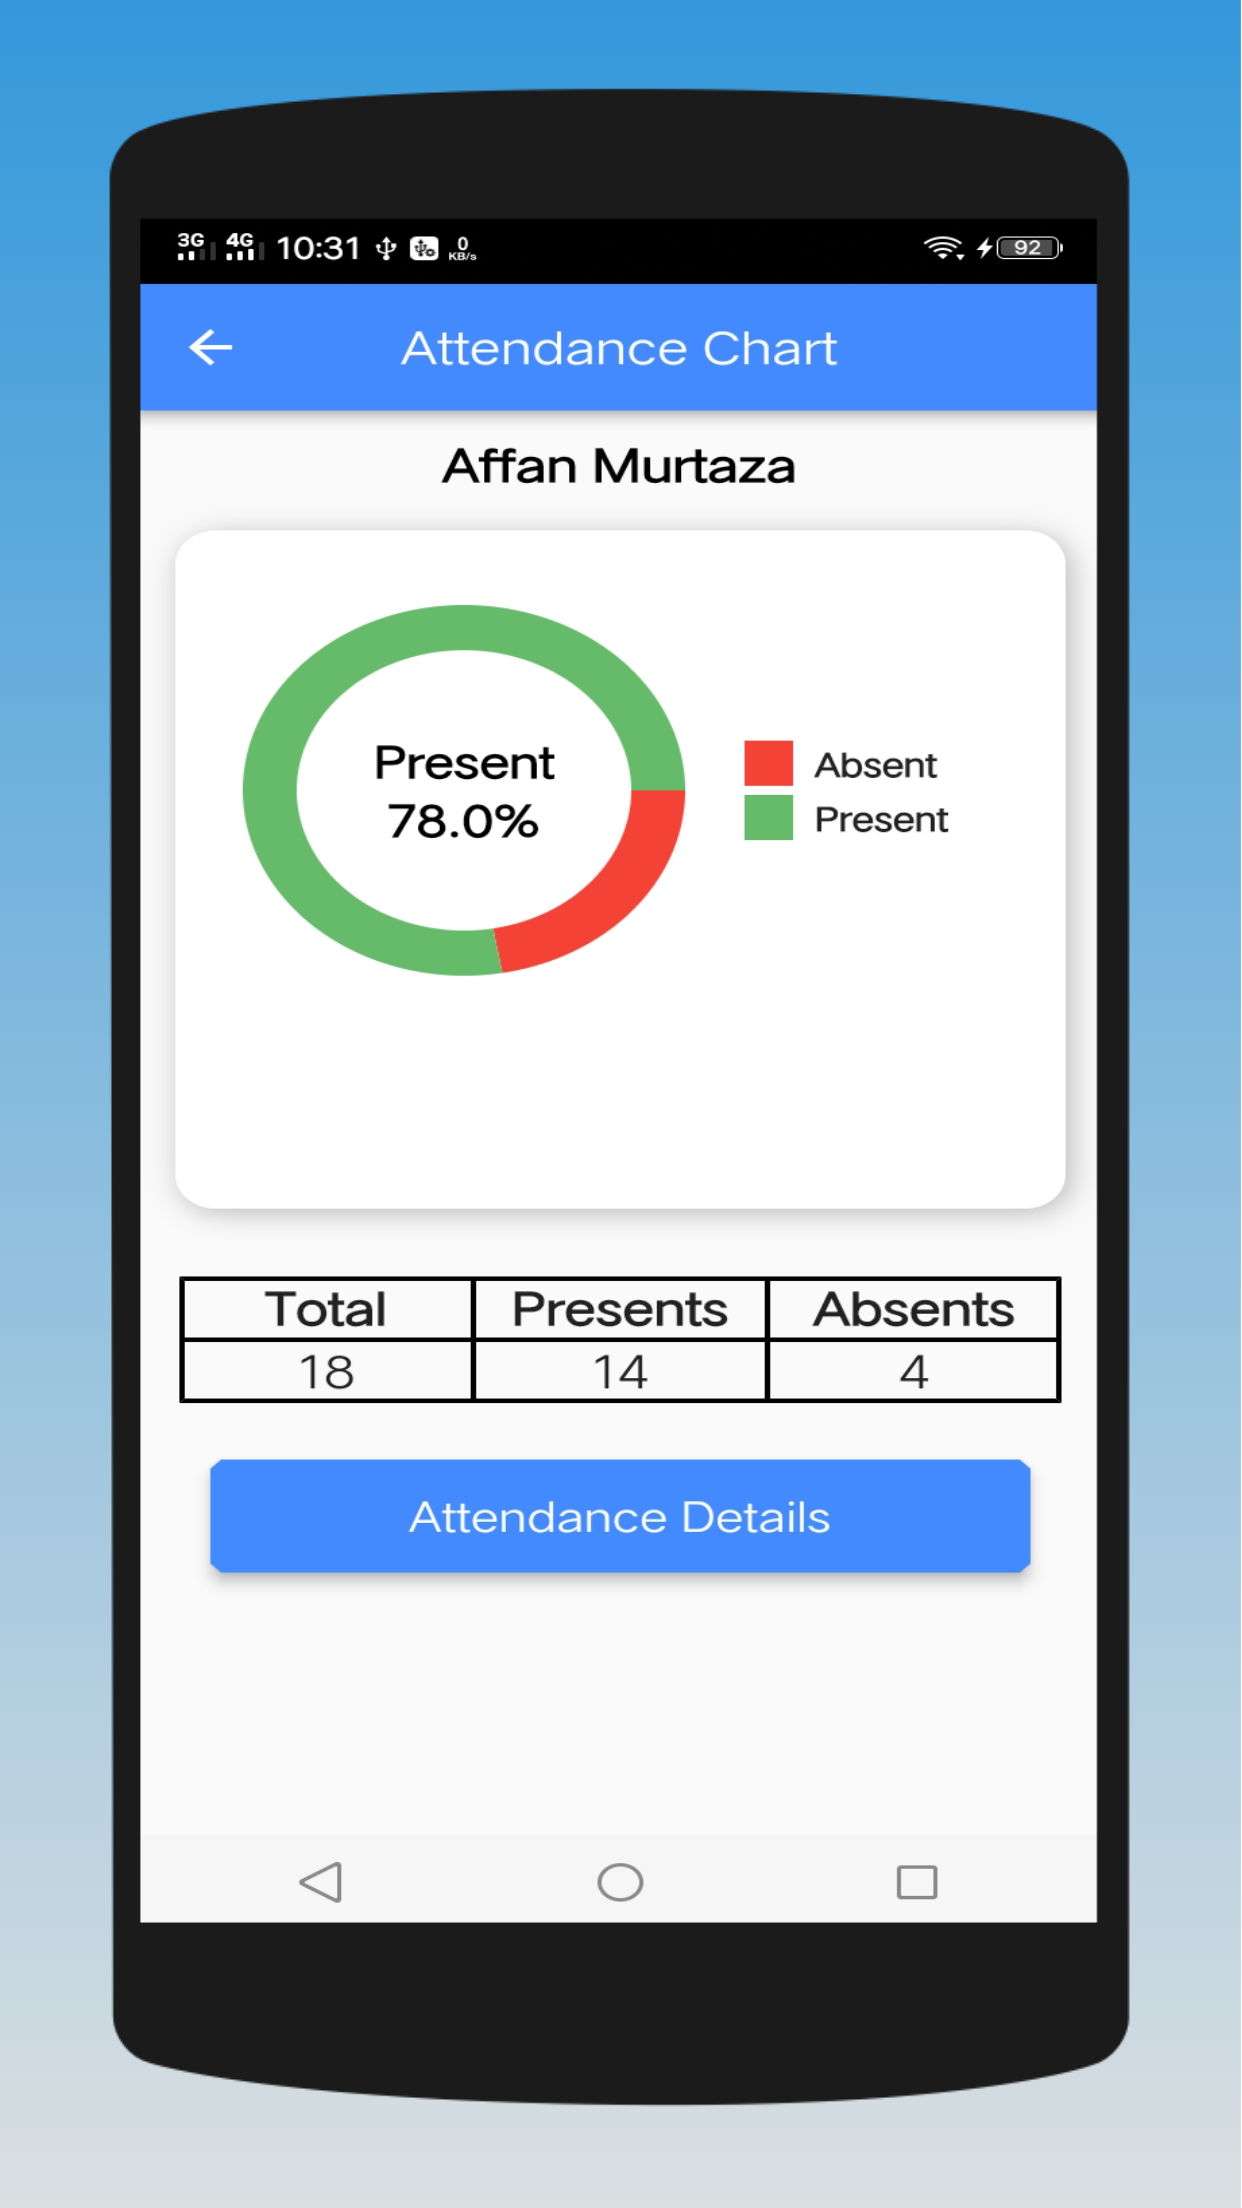 3G 4G 10:31 0 KB/s 92
Attendance Chart
Affan Murtaza
Present
78.0%
Absent
Present
Total Presents Absents
18 14 4
Attendance Details